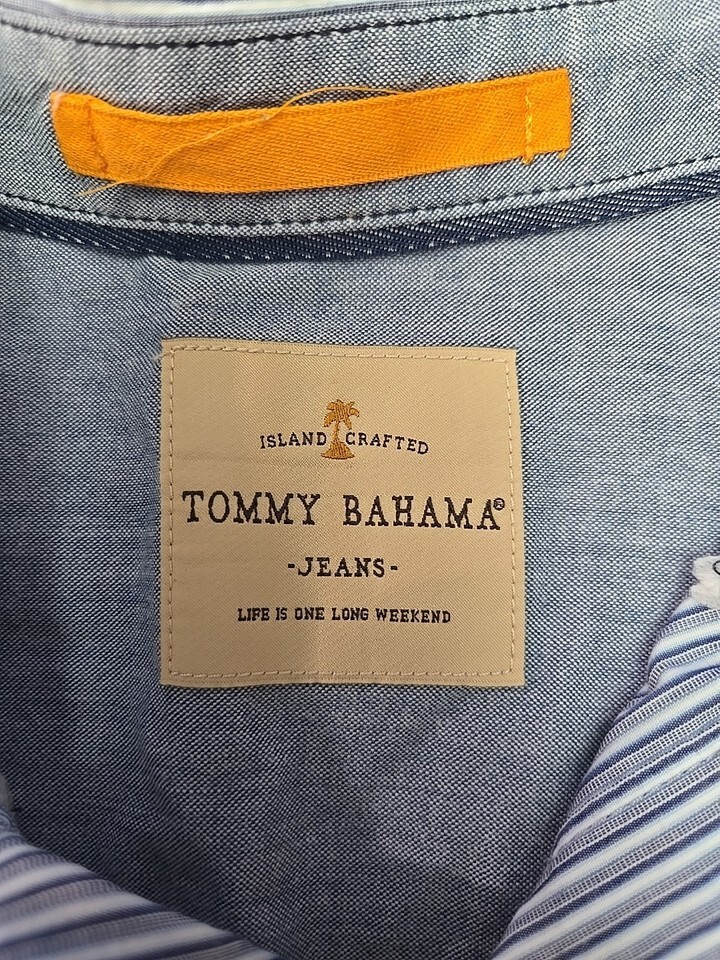 ISLAND CRAFTED
TOMMY BAHAMA®
-JEANS-
LIFE IS ONE LONG WEEKEND